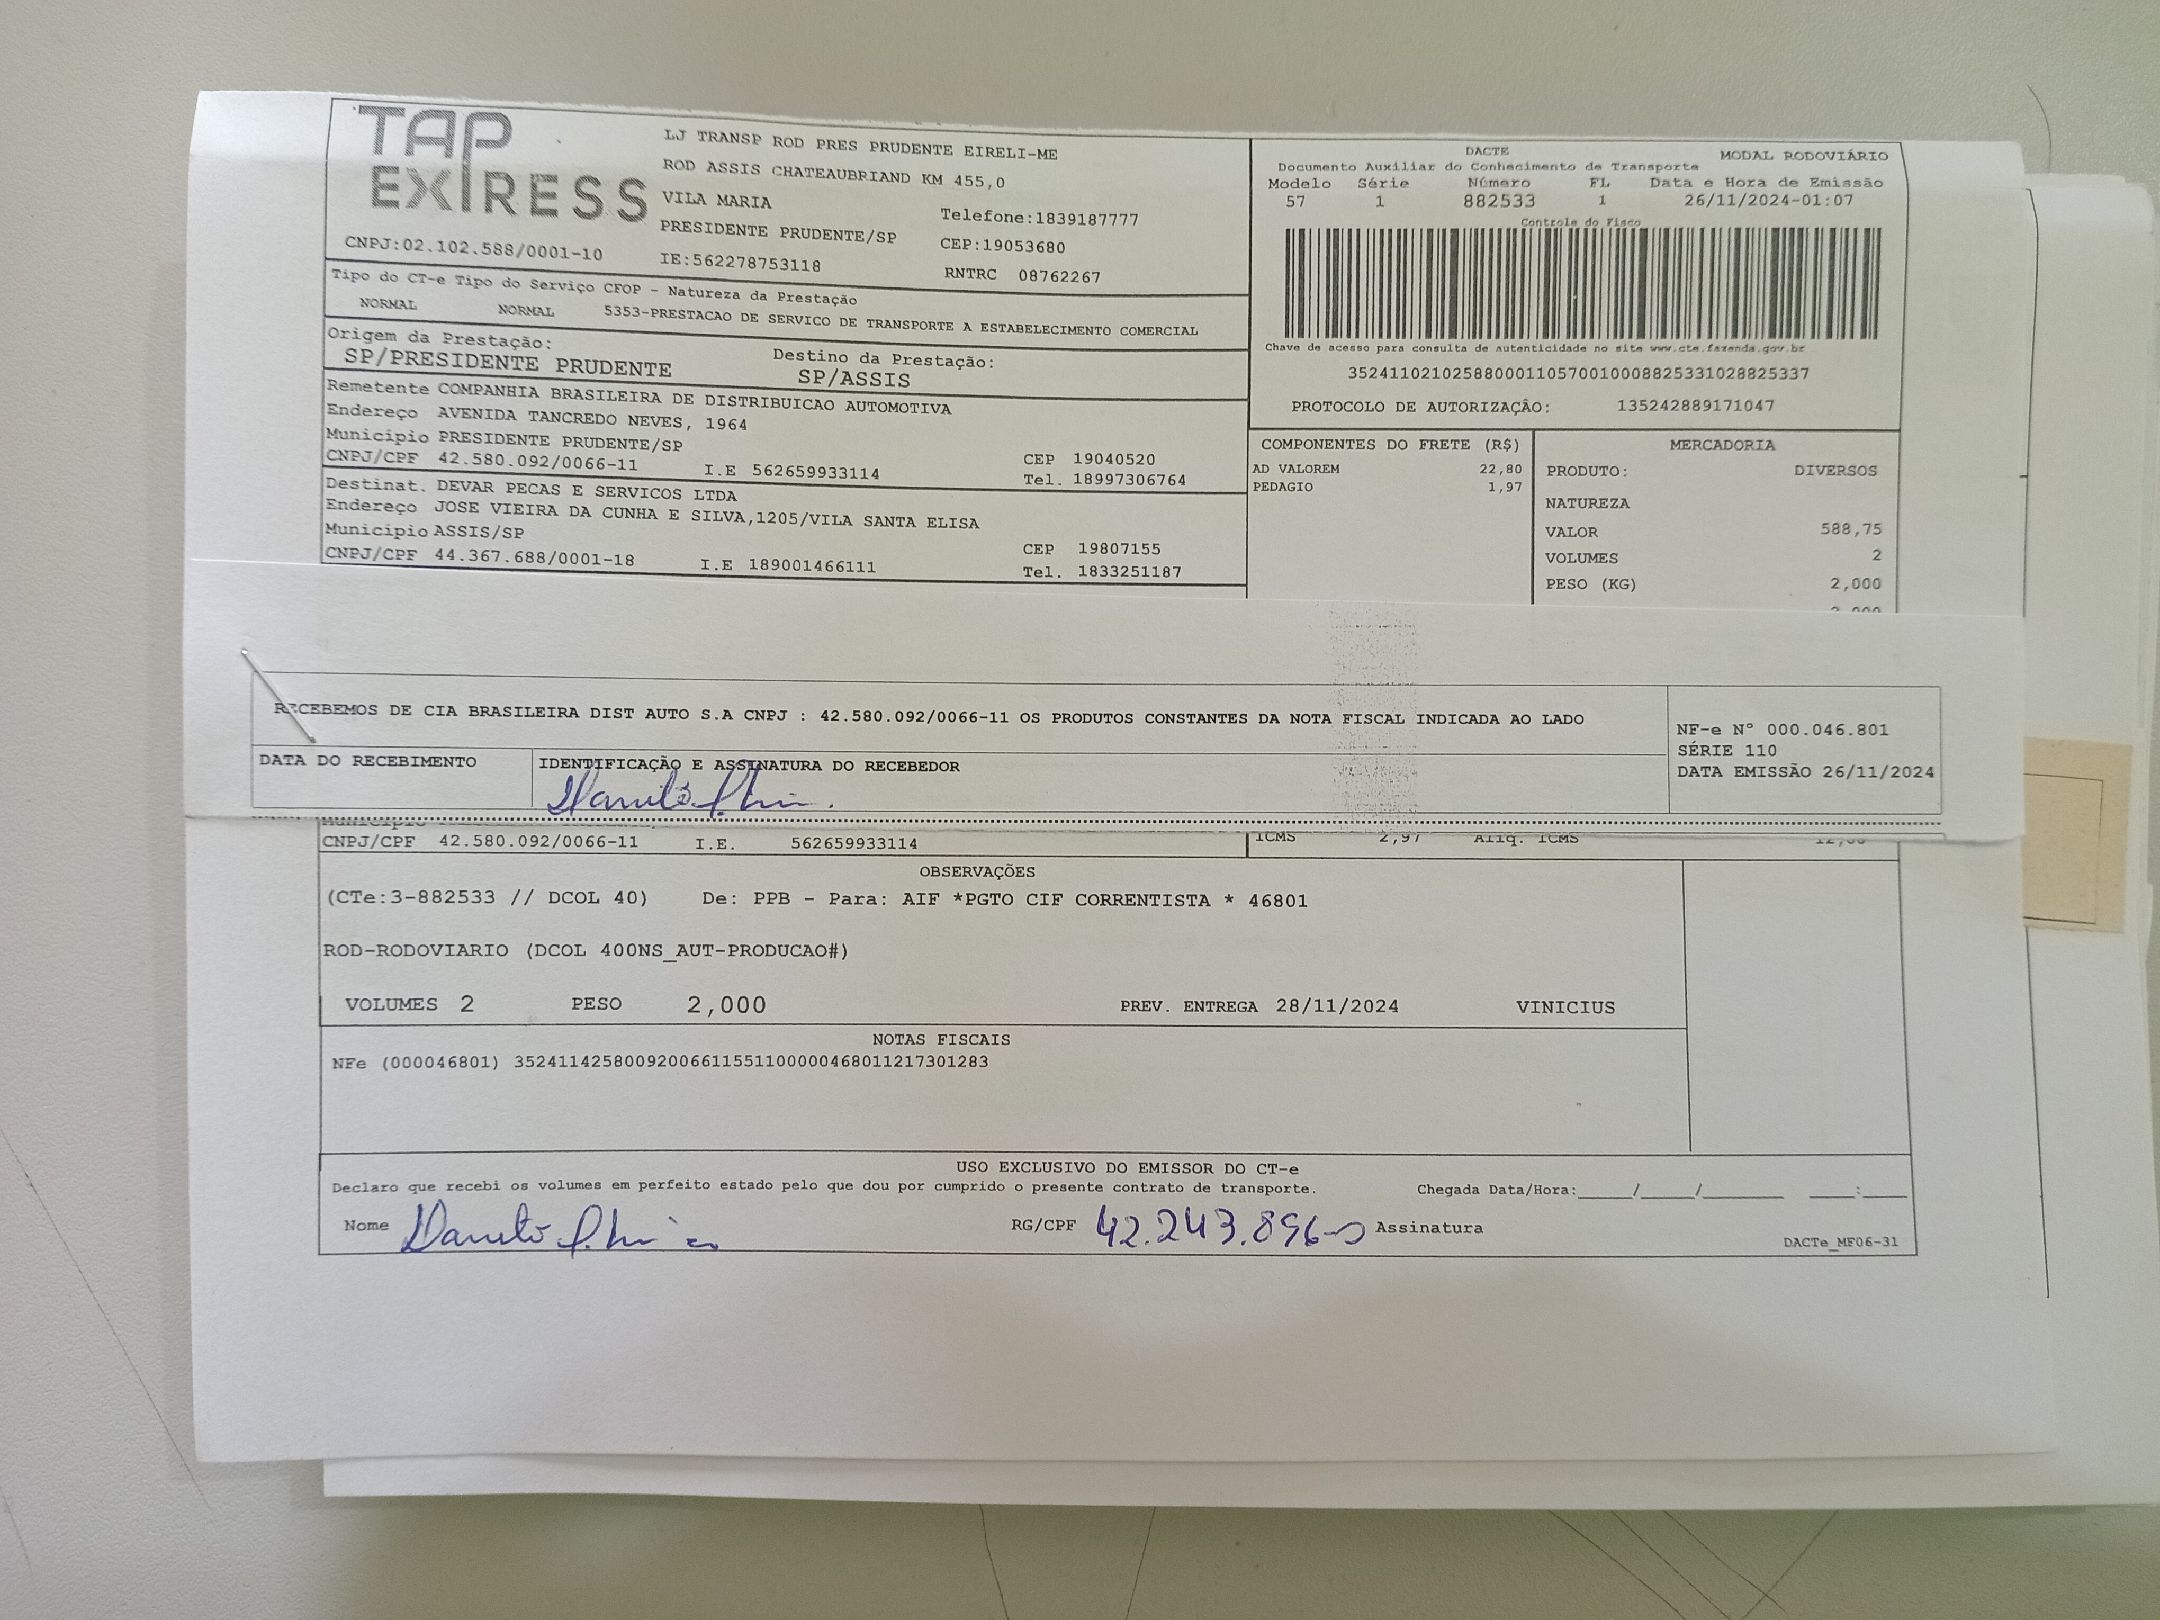 TAP
EXPRESS
LJ TRANSP ROD PRES PRUDENTE EIRELI-ME
ROD ASSIS CHATEAUBRIAND KM 455,0
VILA MARIA
Telefone:1839187777
PRESIDENTE PRUDENTE/SP
CEP:19053680
CNPJ:02.102.588/0001-10
IE:562278753118
RNTRC 08762267
Tipo do CT-e Tipo do Serviço CFOP - Natureza da Prestação
NORMAL NORMAL 5353-PRESTACAO DE SERVICO DE TRANSPORTE A ESTABELECIMENTO COMERCIAL
Origem da Prestação: Destino da Prestação:
SP/PRESIDENTE PRUDENTE SP/ASSIS
Remetente COMPANHIA BRASILEIRA DE DISTRIBUICAO AUTOMOTIVA
Endereço AVENIDA TANCREDO NEVES, 1964
Município PRESIDENTE PRUDENTE/SP CEP 19040520
CNPJ/CPF 42.580.092/0066-11 I.E 562659933114 Tel. 18997306764
Destinat. DEVAR PECAS E SERVICOS LTDA
Endereço JOSE VIEIRA DA CUNHA E SILVA,1205/VILA SANTA ELISA
Município ASSIS/SP CEP 19807155
CNPJ/CPF 44.367.688/0001-18 I.E 189001466111 Tel. 1833251187
DACTE MODAL RODOVIÁRIO
Documento Auxiliar do Conhecimento de Transporte
Modelo Série Número FL Data e Hora de Emissão
57 1 882533 1 26/11/2024-01:07
Controle do Fisco
Chave de acesso para consulta de autenticidade no site www.cte.fazenda.gov.br
35241102102588000110570010008825331028825337
PROTOCOLO DE AUTORIZAÇÃO: 135242889171047
COMPONENTES DO FRETE (R$)
AD VALOREM 22,80
PEDAGIO 1,97
MERCADORIA
PRODUTO: DIVERSOS
NATUREZA
VALOR 588,75
VOLUMES 2
PESO (KG) 2,000
RECEBEMOS DE CIA BRASILEIRA DIST AUTO S.A CNPJ : 42.580.092/0066-11 OS PRODUTOS CONSTANTES DA NOTA FISCAL INDICADA AO LADO
DATA DO RECEBIMENTO
IDENTIFICAÇÃO E ASSINATURA DO RECEBEDOR
NF-e N° 000.046.801
SÉRIE 110
DATA EMISSÃO 26/11/2024
CNPJ/CPF 42.580.092/0066-11 I.E. 562659933114
ICMS 2,97 Aliq. ICMS
OBSERVAÇÕES
(CTe:3-882533 // DCOL 40) De: PPB - Para: AIF *PGTO CIF CORRENTISTA * 46801
ROD-RODOVIARIO (DCOL 400NS_AUT-PRODUCAO#)
VOLUMES 2 PESO 2,000 PREV. ENTREGA 28/11/2024 VINICIUS
NOTAS FISCAIS
NFe (000046801) 35241142580092006611551100000468011217301283
USO EXCLUSIVO DO EMISSOR DO CT-e
Declaro que recebi os volumes em perfeito estado pelo que dou por cumprido o presente contrato de transporte. Chegada Data/Hora:____/____/______ ____:____
Nome RG/CPF 42.243.896- Assinatura
DACTe_MF06-31